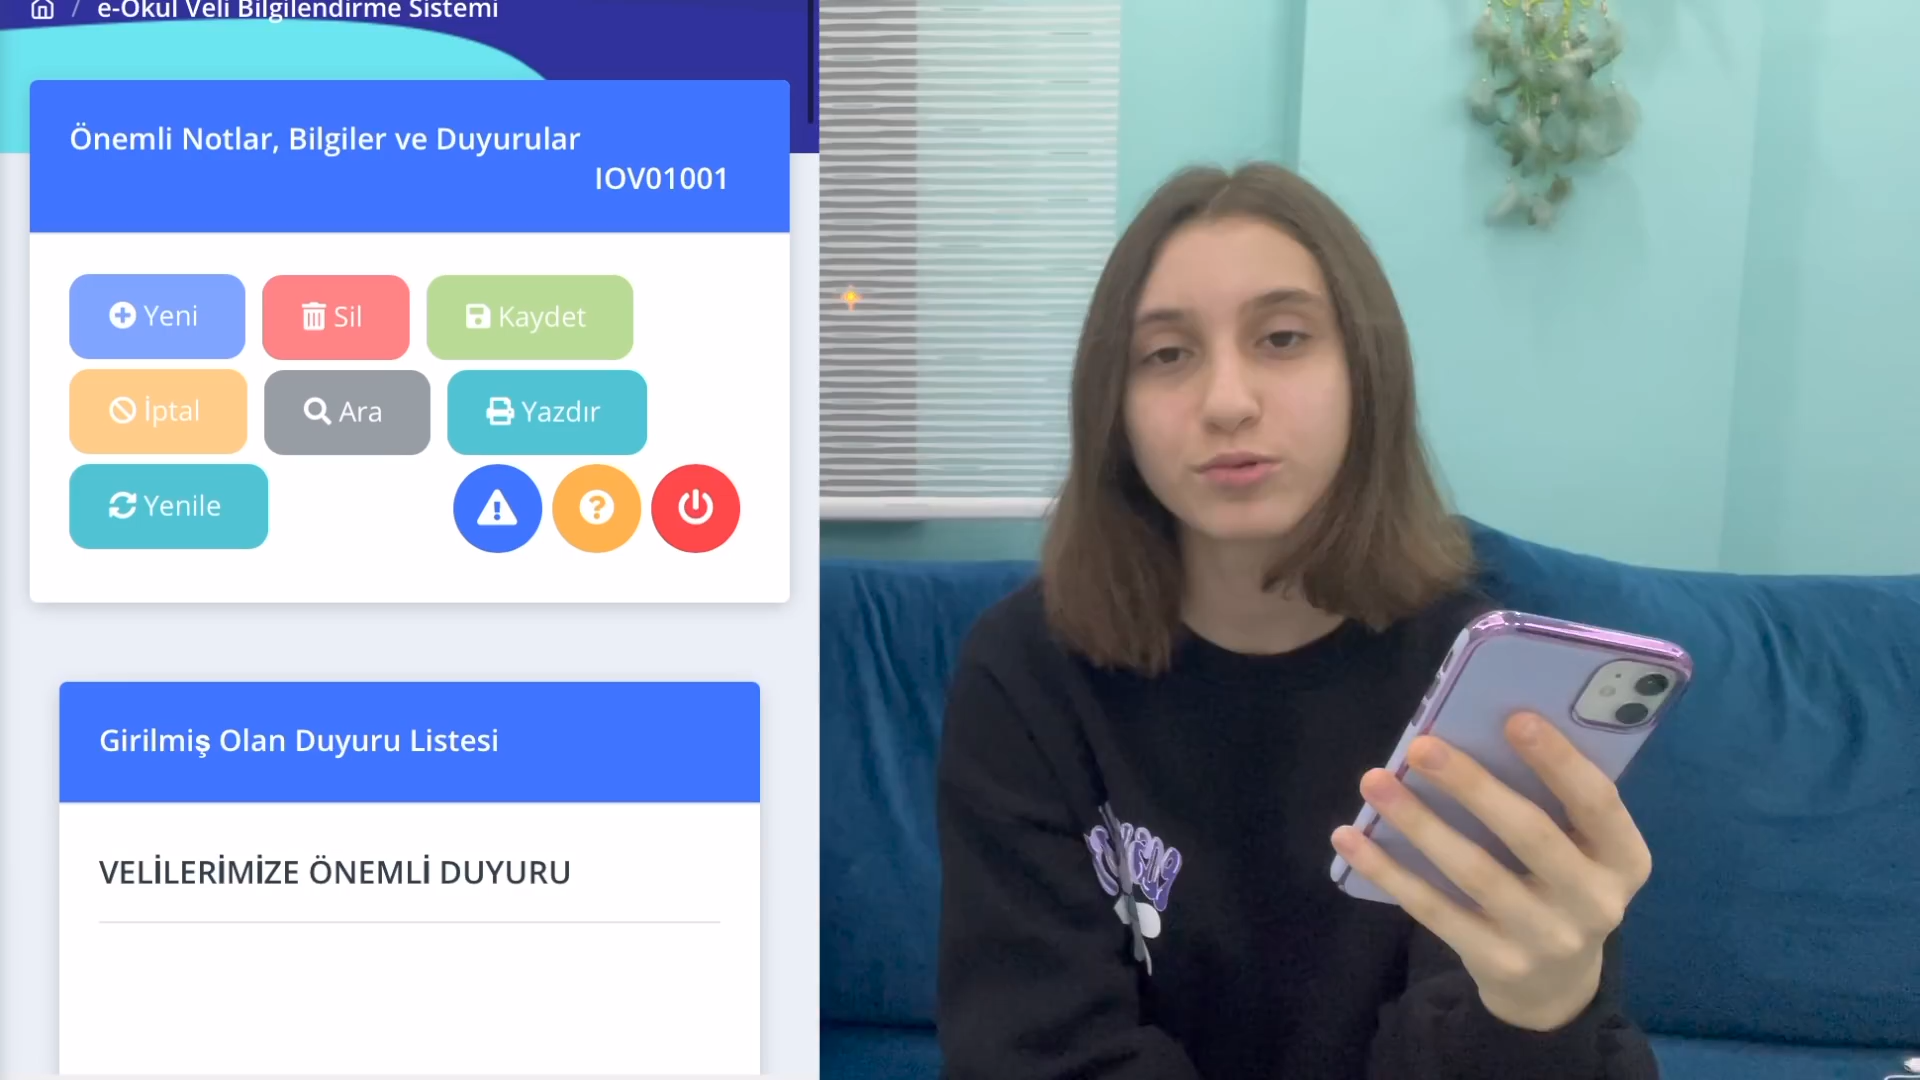 e-Okul Veli Bilgilendirme Sistemi
Önemli Notlar, Bilgiler ve Duyurular
IOV01001
Yeni
Sil
Kaydet
İptal
Ara
Yazdır
Yenile
Girilmiş Olan Duyuru Listesi
VELİLERİMİZE ÖNEMLİ DUYURU